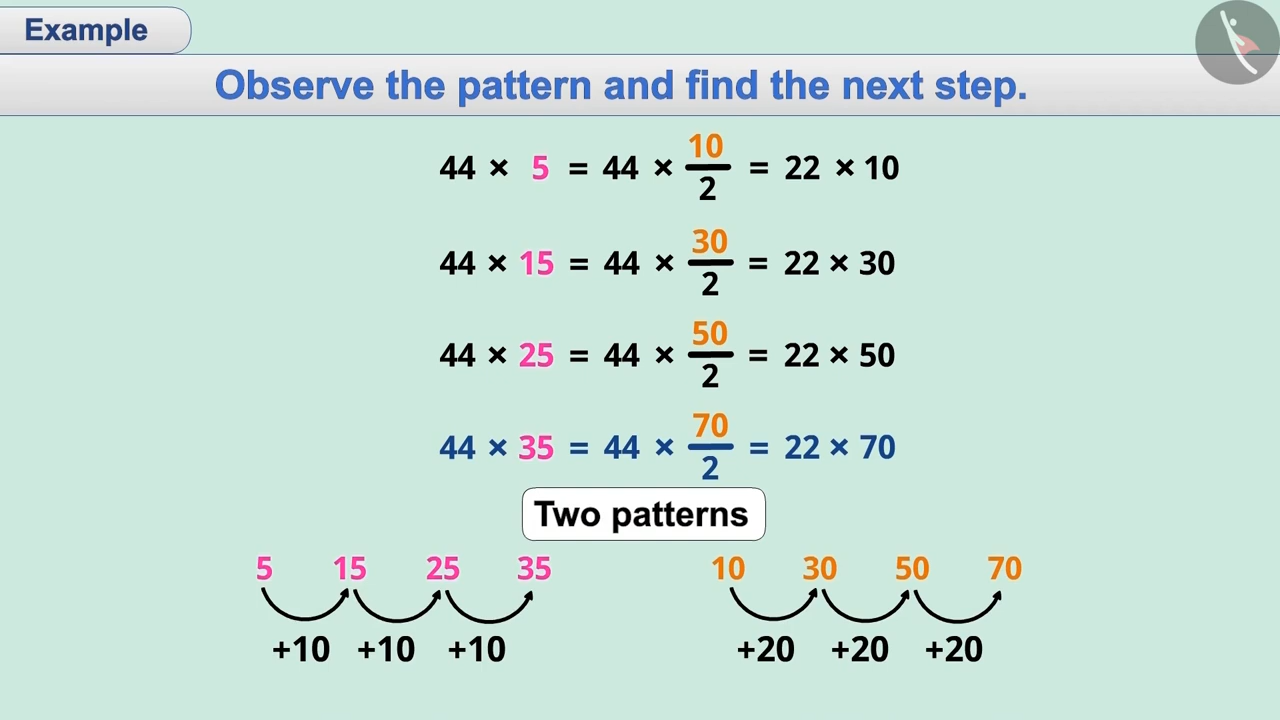 Example
Observe the pattern and find the next step.
44 × 5 = 44 × 10/2 = 22 × 10
44 × 15 = 44 × 30/2 = 22 × 30
44 × 25 = 44 × 50/2 = 22 × 50
44 × 35 = 44 × 70/2 = 22 × 70
Two patterns
5 15 25 35 10 30 50 70
+10 +10 +10 +20 +20 +20